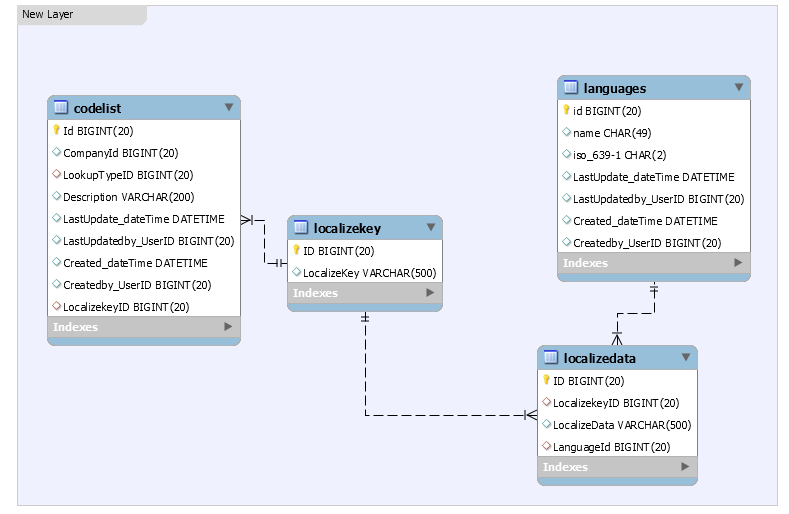 New Layer
codelist
Id BIGINT(20)
CompanyId BIGINT(20)
LookupTypeID BIGINT(20)
Description VARCHAR(200)
LastUpdate_dateTime DATETIME
LastUpdatedby_UserID BIGINT(20)
Created_dateTime DATETIME
Createdby_UserID BIGINT(20)
LocalizekeyID BIGINT(20)
Indexes
localizekey
ID BIGINT(20)
LocalizeKey VARCHAR(500)
Indexes
languages
id BIGINT(20)
name CHAR(49)
iso_639-1 CHAR(2)
LastUpdate_dateTime DATETIME
LastUpdatedby_UserID BIGINT(20)
Created_dateTime DATETIME
Createdby_UserID BIGINT(20)
Indexes
localizedata
ID BIGINT(20)
LocalizekeyID BIGINT(20)
LocalizeData VARCHAR(500)
LanguageId BIGINT(20)
Indexes